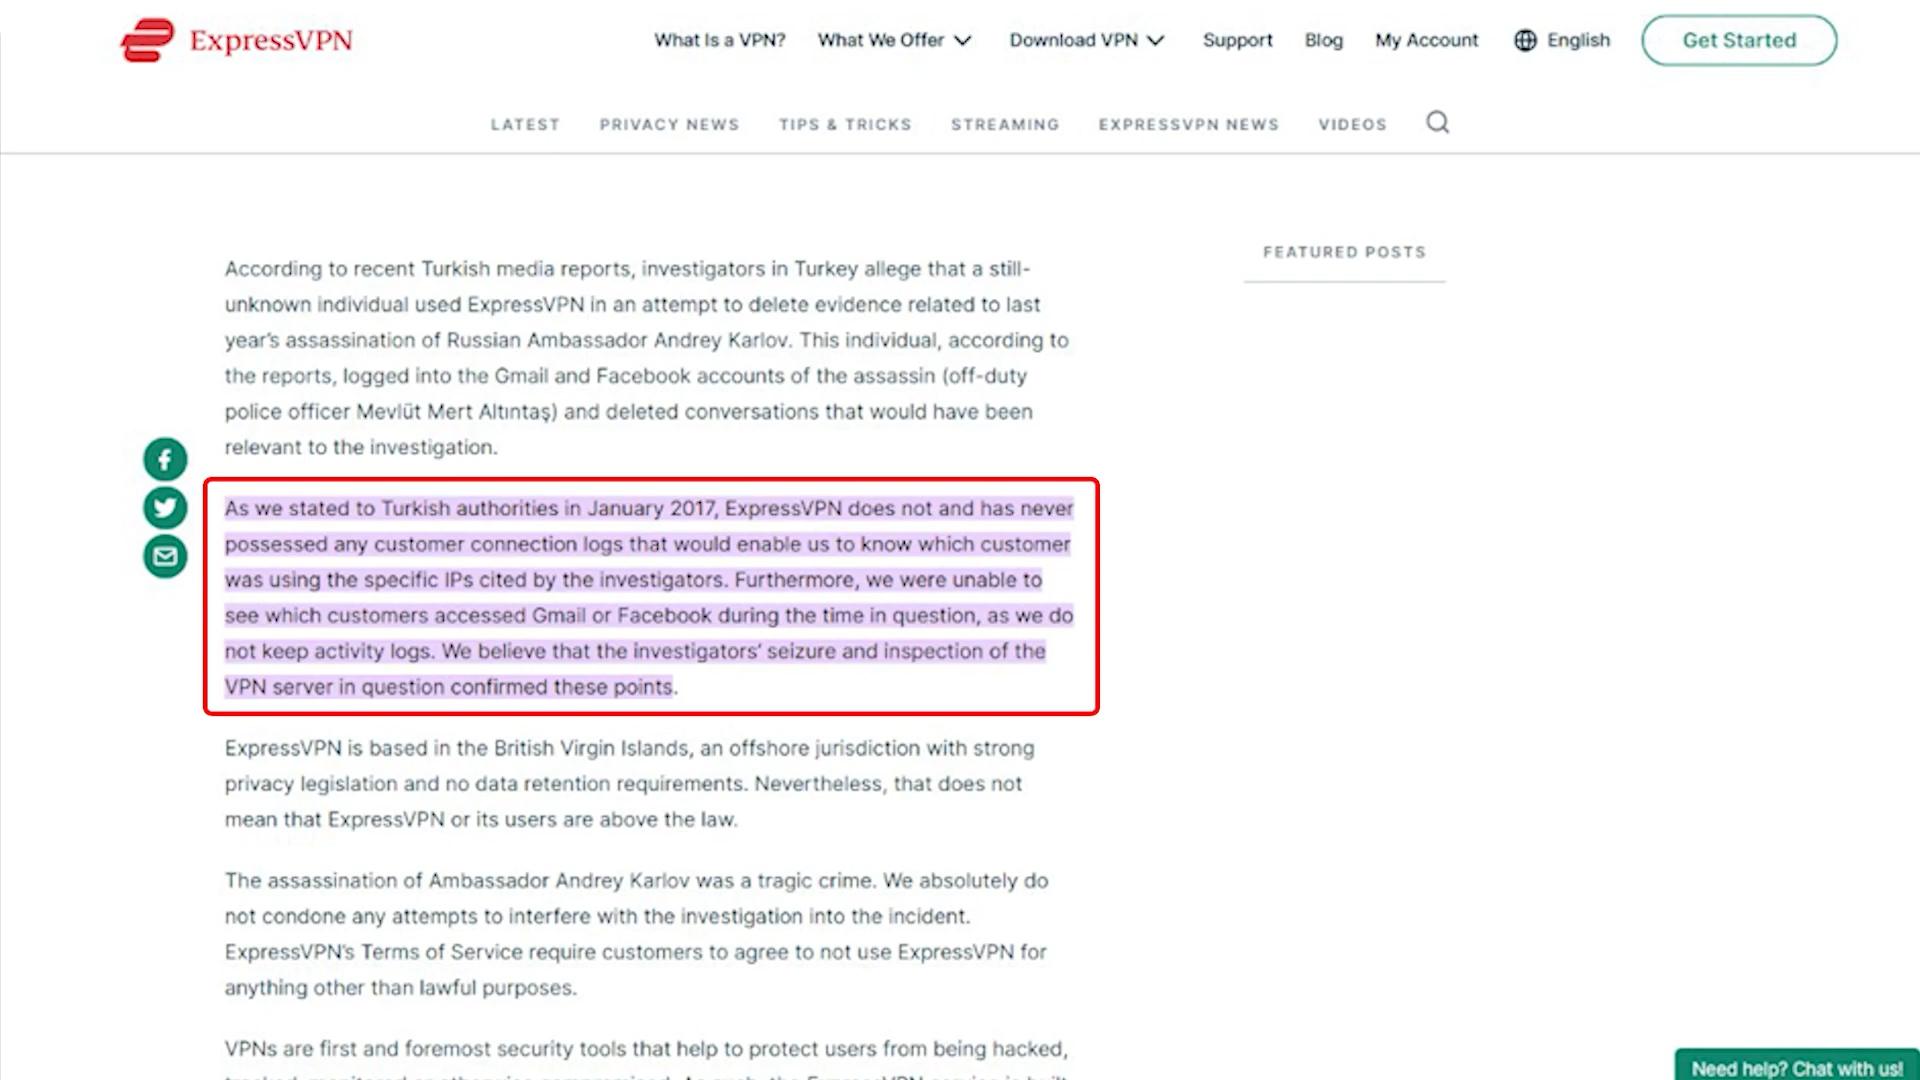 ExpressVPN
What Is a VPN?
What We Offer
Download VPN
Support
Blog
My Account
English
Get Started
LATEST
PRIVACY NEWS
TIPS & TRICKS
STREAMING
EXPRESSVPN NEWS
VIDEOS
FEATURED POSTS
According to recent Turkish media reports, investigators in Turkey allege that a still-
unknown individual used ExpressVPN in an attempt to delete evidence related to last
year's assassination of Russian Ambassador Andrey Karlov. This individual, according to
the reports, logged into the Gmail and Facebook accounts of the assassin (off-duty
police officer Mevlüt Mert Altıntaş) and deleted conversations that would have been
relevant to the investigation.
As we stated to Turkish authorities in January 2017, ExpressVPN does not and has never
possessed any customer connection logs that would enable us to know which customer
was using the specific IPs cited by the investigators. Furthermore, we were unable to
see which customers accessed Gmail or Facebook during the time in question, as we do
not keep activity logs. We believe that the investigators' seizure and inspection of the
VPN server in question confirmed these points.
ExpressVPN is based in the British Virgin Islands, an offshore jurisdiction with strong
privacy legislation and no data retention requirements. Nevertheless, that does not
mean that ExpressVPN or its users are above the law.
The assassination of Ambassador Andrey Karlov was a tragic crime. We absolutely do
not condone any attempts to interfere with the investigation into the incident.
ExpressVPN's Terms of Service require customers to agree to not use ExpressVPN for
anything other than lawful purposes.
VPNs are first and foremost security tools that help to protect users from being hacked,
Need help? Chat with us!